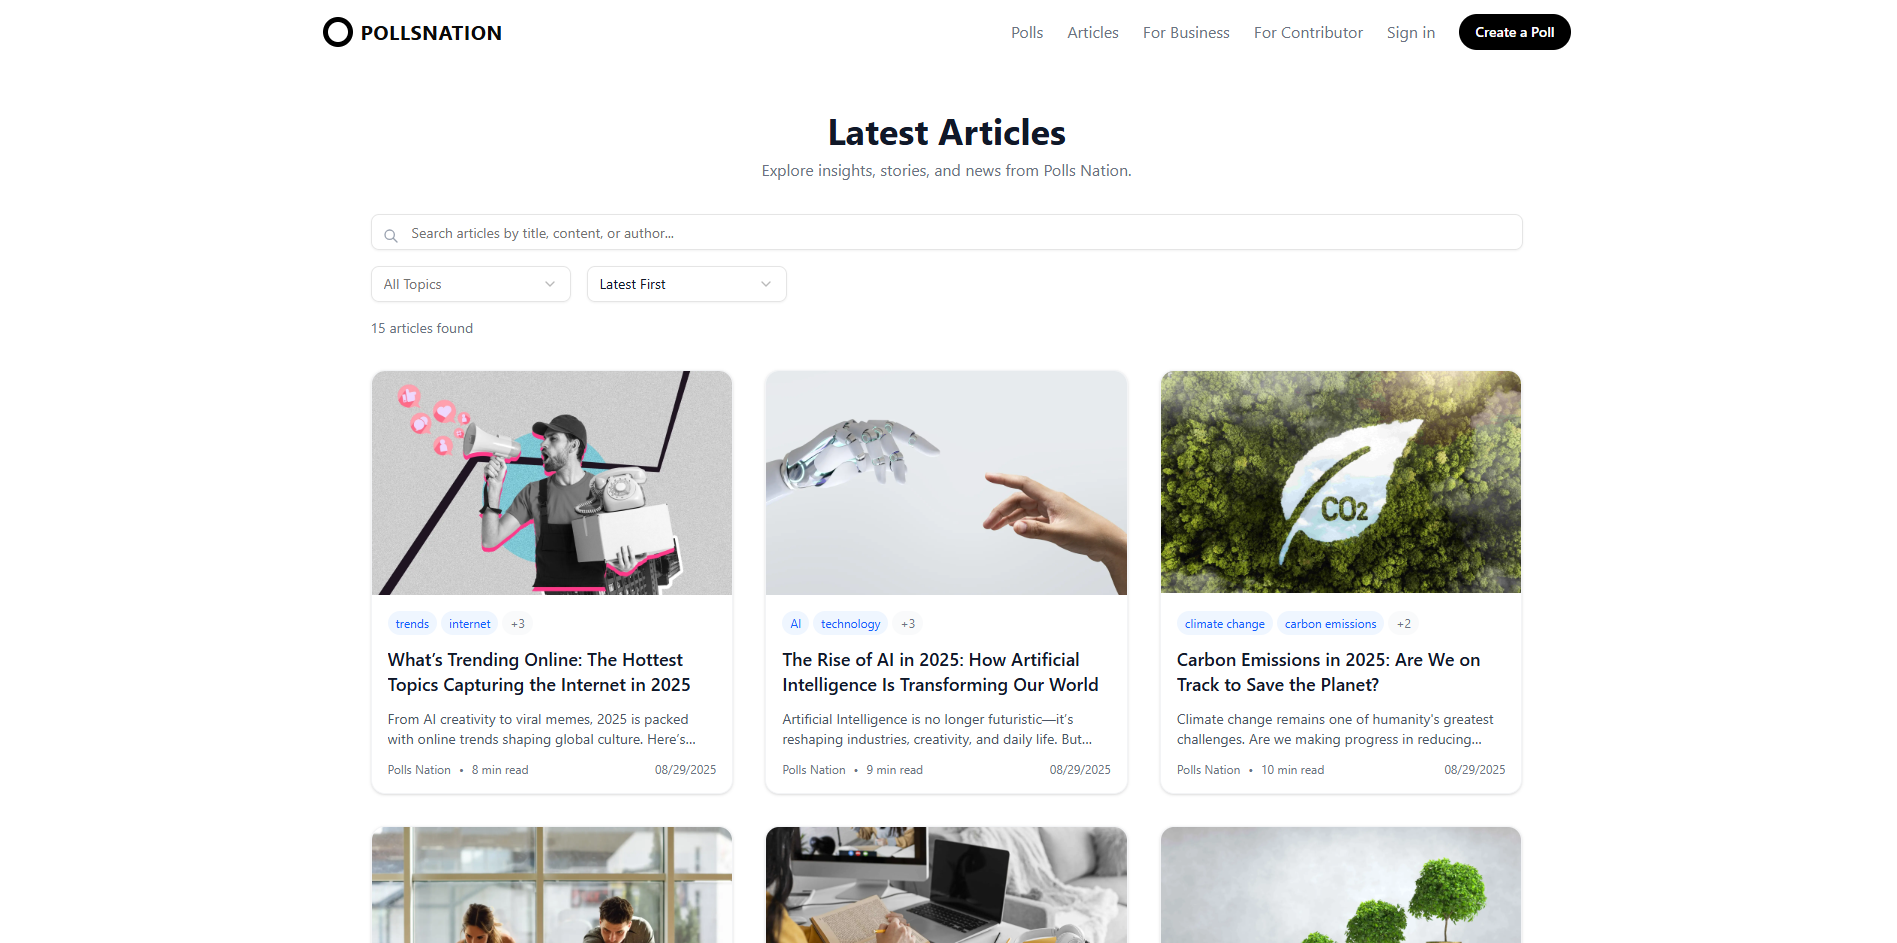 POLLSNATION
Polls
Articles
For Business
For Contributor
Sign in
Create a Poll
Latest Articles
Explore insights, stories, and news from Polls Nation.
Search articles by title, content, or author...
All Topics
Latest First
15 articles found
CO2
trends
internet
+3
What’s Trending Online: The Hottest
Topics Capturing the Internet in 2025
From AI creativity to viral memes, 2025 is packed
with online trends shaping global culture. Here’s...
Polls Nation • 8 min read
08/29/2025
AI
technology
+3
The Rise of AI in 2025: How Artificial
Intelligence Is Transforming Our World
Artificial Intelligence is no longer futuristic—it’s
reshaping industries, creativity, and daily life. But...
Polls Nation • 9 min read
08/29/2025
climate change
carbon emissions
+2
Carbon Emissions in 2025: Are We on
Track to Save the Planet?
Climate change remains one of humanity's greatest
challenges. Are we making progress in reducing...
Polls Nation • 10 min read
08/29/2025